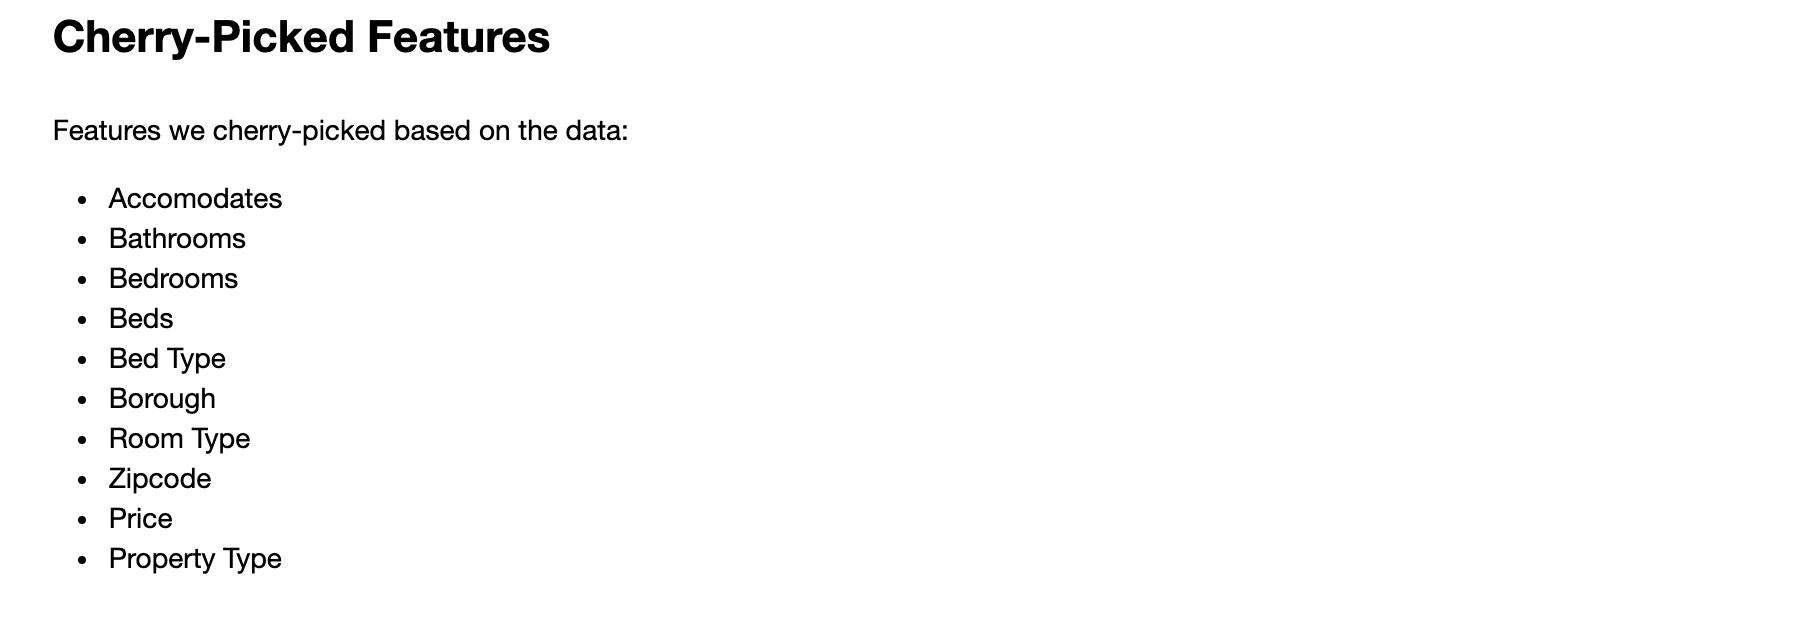 Cherry-Picked Features
Features we cherry-picked based on the data:
• Accomodates
• Bathrooms
• Bedrooms
• Beds
• Bed Type
• Borough
• Room Type
• Zipcode
• Price
• Property Type